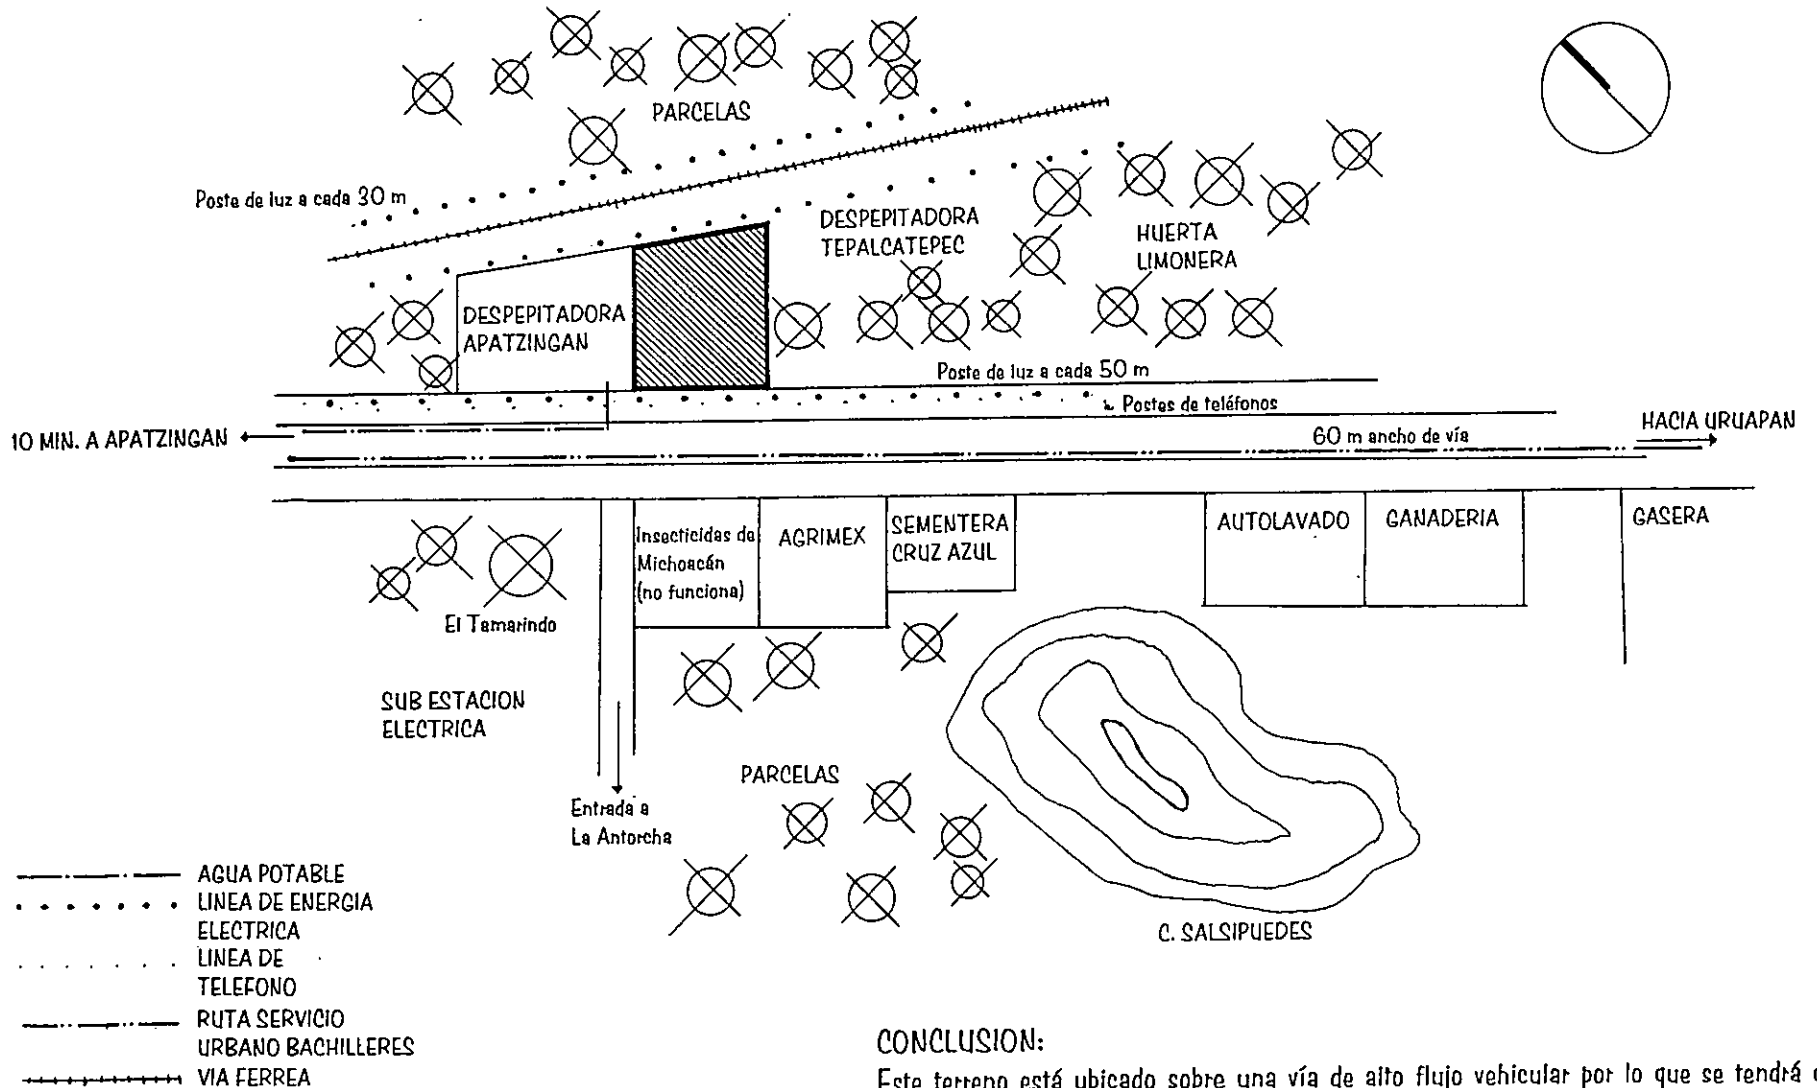 PARCELAS
Poste de luz a cada 30 m
DESPEPITADORA
TEPALCATEPEC
HUERTA
LIMONERA
DESPEPITADORA
APATZINGAN
Poste de luz a cada 50 m
Postes de teléfonos
10 MIN. A APATZINGAN
60 m ancho de vía
HACIA URUAPAN
Insecticidas de
Michoacán
(no funciona)
AGRIMEX
SEMENTERA
CRUZ AZUL
AUTOLAVADO
GANADERIA
GASERA
El Tamarindo
SUB ESTACION
ELECTRICA
PARCELAS
Entrada a
La Antorcha
C. SALSIPUEDES
AGUA POTABLE
LINEA DE ENERGIA
ELECTRICA
LINEA DE
TELEFONO
RUTA SERVICIO
URBANO BACHILLERES
VIA FERREA
CONCLUSION:
Este terreno está ubicado sobre una vía de alto flujo vehicular por lo que se tendrá